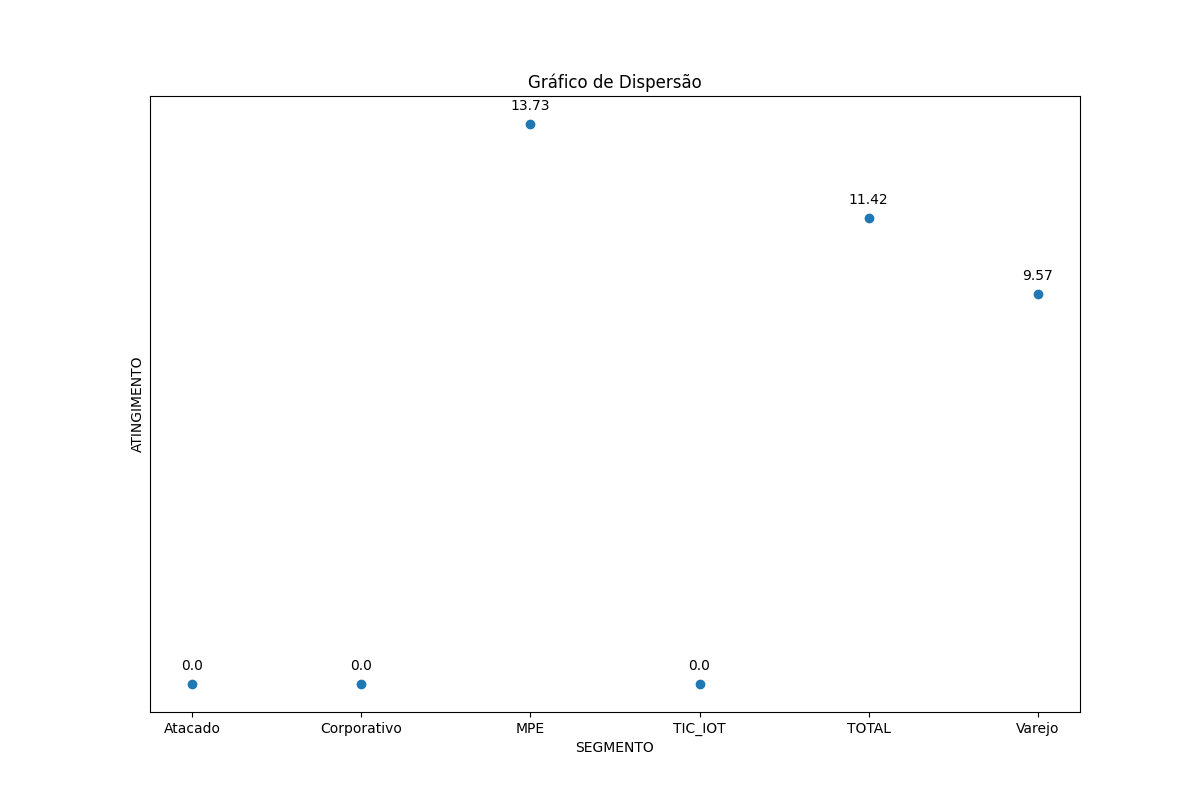 Gráfico de Dispersão
13.73
11.42
9.57
ATINGIMENTO
0.0
0.0
0.0
Atacado
Corporativo
MPE
TIC_IOT
TOTAL
Varejo
SEGMENTO